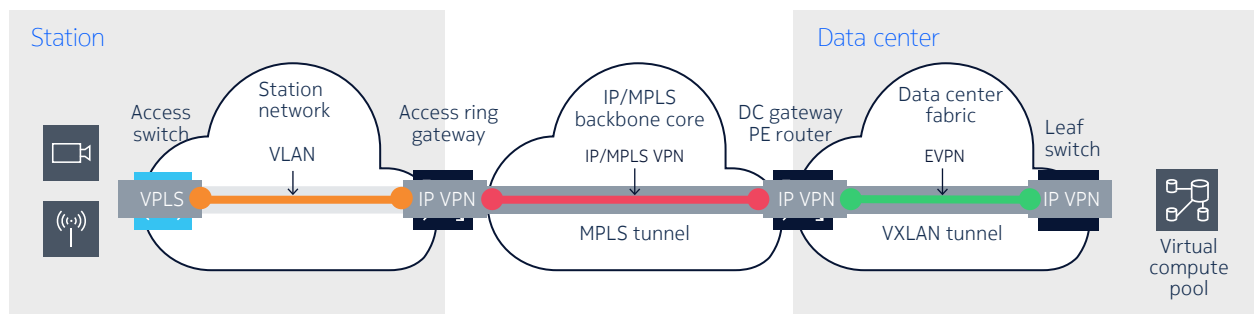 Station
Data center
Station
network
Access
switch
VLAN
VPLS
Access ring
gateway
IP VPN
IP/MPLS
backbone core
IP/MPLS VPN
MPLS tunnel
DC gateway
PE router
IP VPN
Data center
fabric
EVPN
VXLAN tunnel
Leaf
switch
IP VPN
Virtual
compute
pool